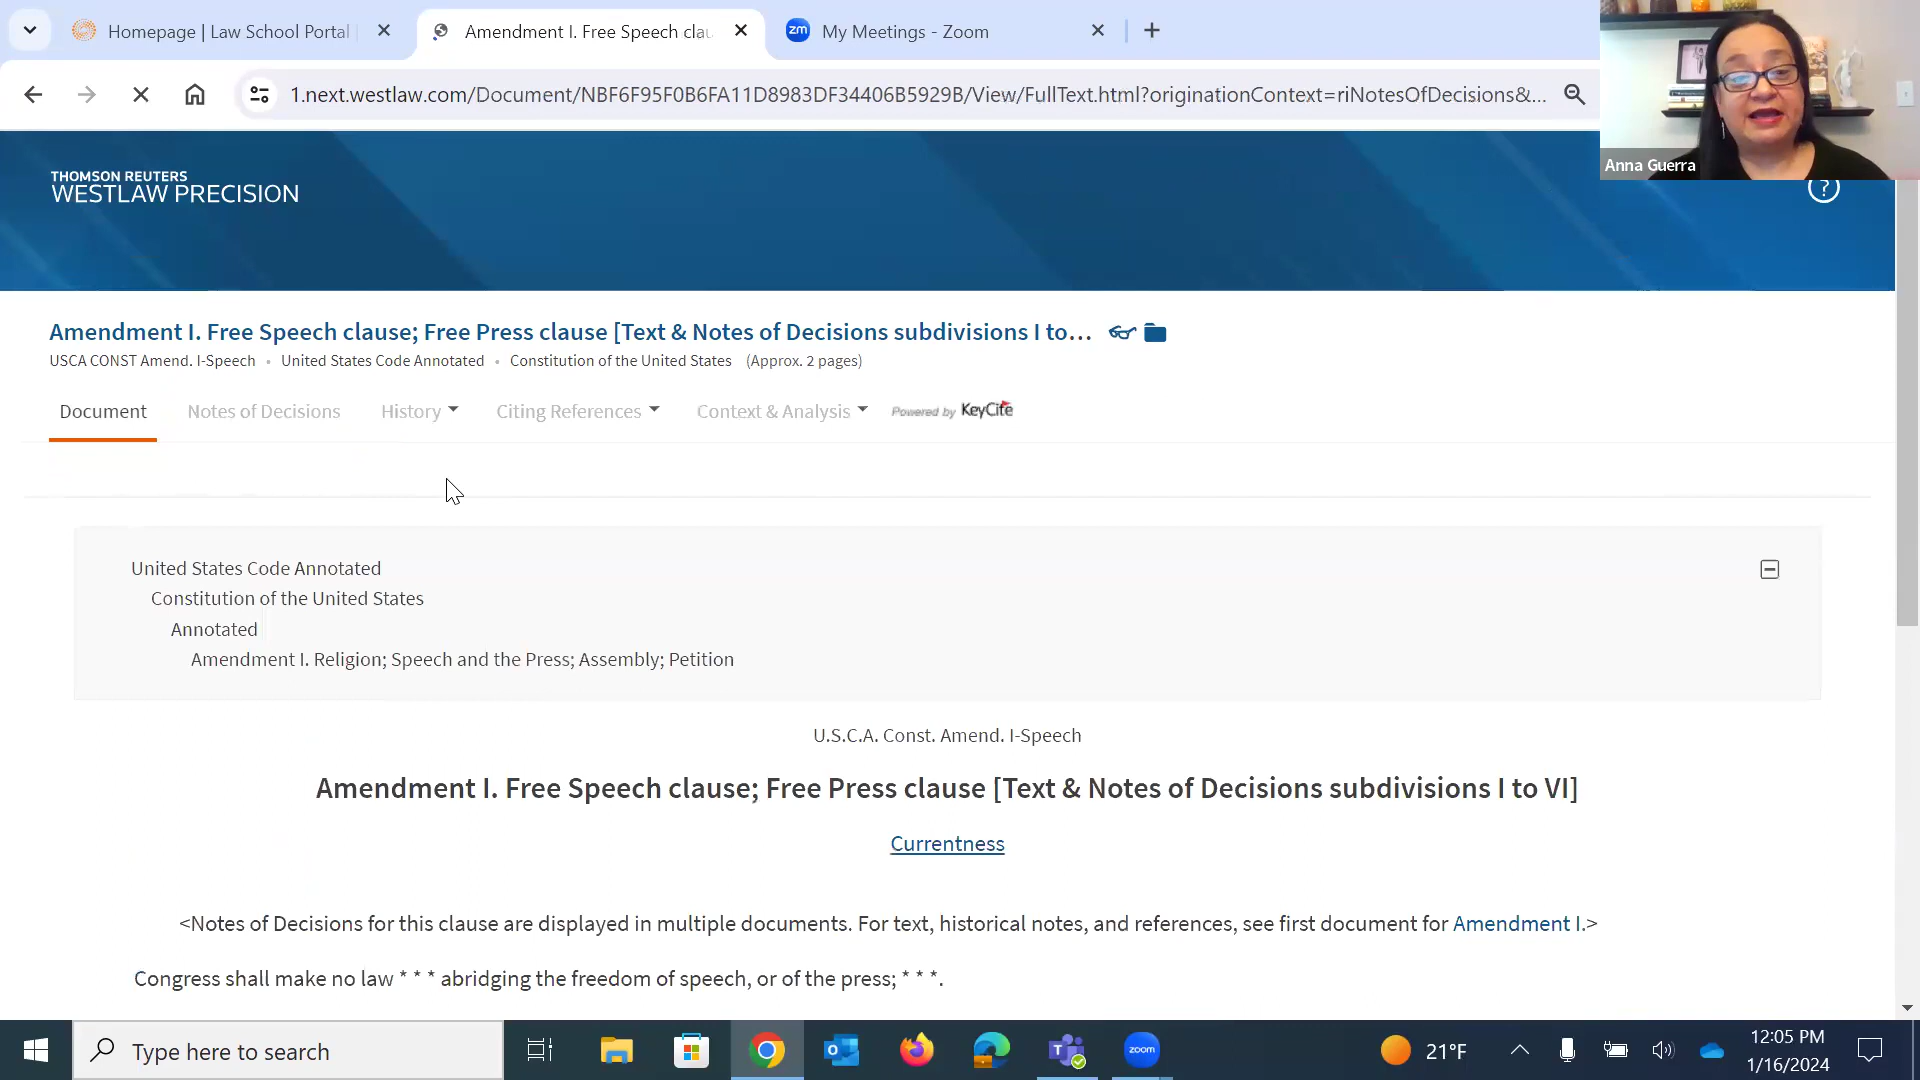 Homepage | Law School Portal
Amendment I. Free Speech clau
zm My Meetings - Zoom
1.next.westlaw.com/Document/NBF6F95F0B6FA11D8983DF34406B5929B/View/FullText.html?originationContext=riNotesOfDecisions&...
Anna Guerra
THOMSON REUTERS
WESTLAW PRECISION
?
Amendment I. Free Speech clause; Free Press clause [Text & Notes of Decisions subdivisions I to...
USCA CONST Amend. I-Speech • United States Code Annotated • Constitution of the United States (Approx. 2 pages)
Document Notes of Decisions History Citing References Context & Analysis Powered by KeyCite
United States Code Annotated
Constitution of the United States
Annotated
Amendment I. Religion; Speech and the Press; Assembly; Petition
U.S.C.A. Const. Amend. I-Speech
Amendment I. Free Speech clause; Free Press clause [Text & Notes of Decisions subdivisions I to VI]
Currentness
<Notes of Decisions for this clause are displayed in multiple documents. For text, historical notes, and references, see first document for Amendment I.>
Congress shall make no law * * * abridging the freedom of speech, or of the press; * * *.
Type here to search
zoom
21°F
12:05 PM
1/16/2024